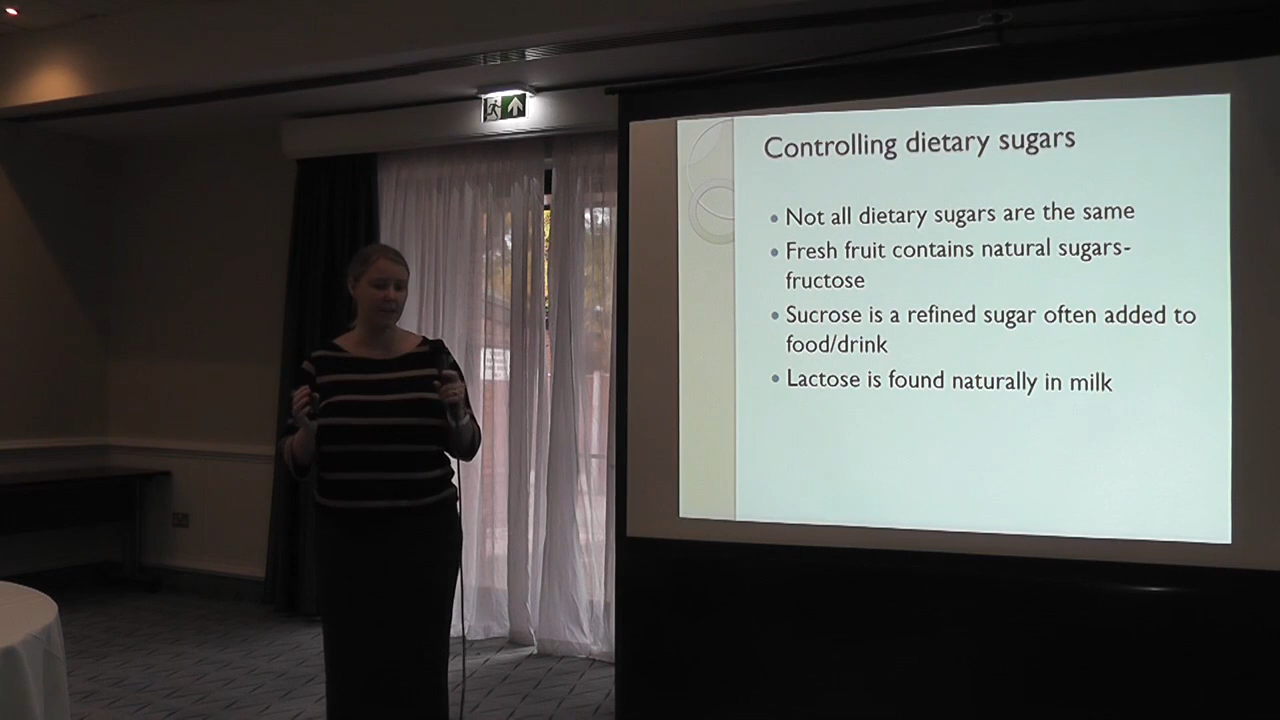 Controlling dietary sugars
• Not all dietary sugars are the same
• Fresh fruit contains natural sugars-
fructose
• Sucrose is a refined sugar often added to
food/drink
• Lactose is found naturally in milk